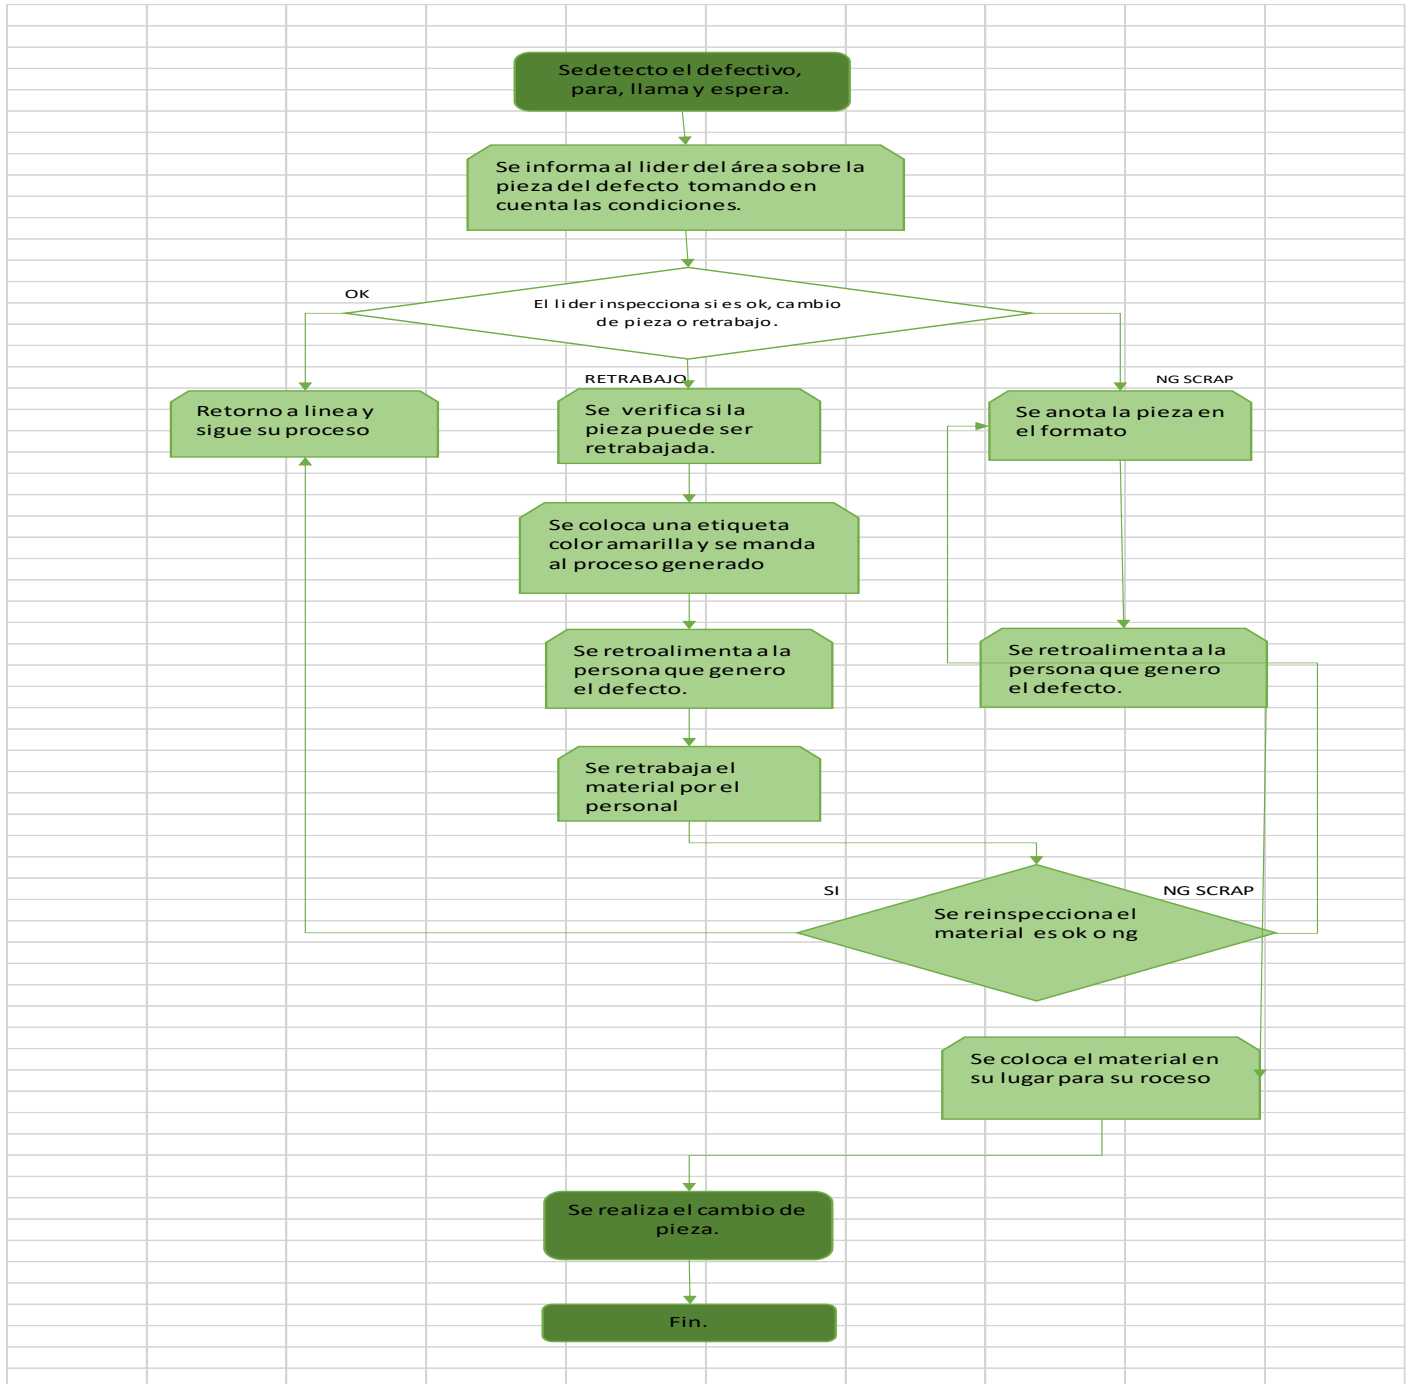 Sedetecto el defectivo,
para, llama y espera.
Se informa al lider del área sobre la
pieza del defecto tomando en
cuenta las condiciones.
OK
El lider inspecciona si es ok, cambio
de pieza o retrabajo.
RETRABAJO
NG SCRAP
Retorno a linea y
sigue su proceso
Se verifica si la
pieza puede ser
retrabajada.
Se anota la pieza en
el formato
Se coloca una etiqueta
color amarilla y se manda
al proceso generado
Se retroalimenta a la
persona que genero
el defecto.
Se retroalimenta a la
persona que genero
el defecto.
Se retrabaja el
material por el
personal
SI
NG SCRAP
Se reinspecciona el
material es ok o ng
Se coloca el material en
su lugar para su roceso
Se realiza el cambio de
pieza.
Fin.